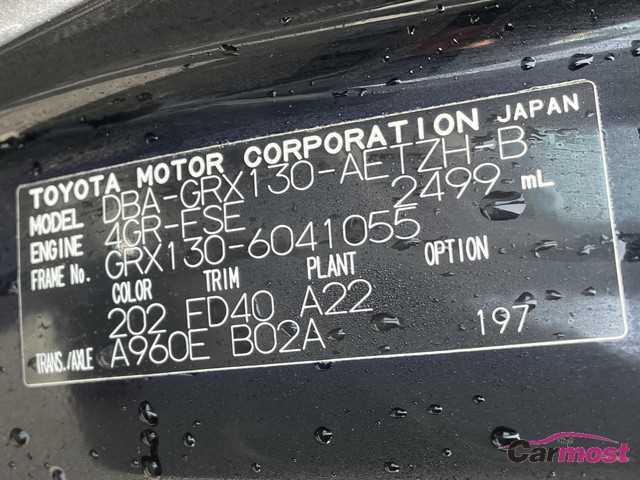 TOYOTA MOTOR CORPORATION JAPAN
MODEL DBA-GRX130-AETZH-B
ENGINE 4GR-FSE 2499 mL
FRAME No. GRX130-6041055
COLOR TRIM PLANT OPTION
202 FD40 A22
TRANS./AXLE A960E B02A 197
The Carmost